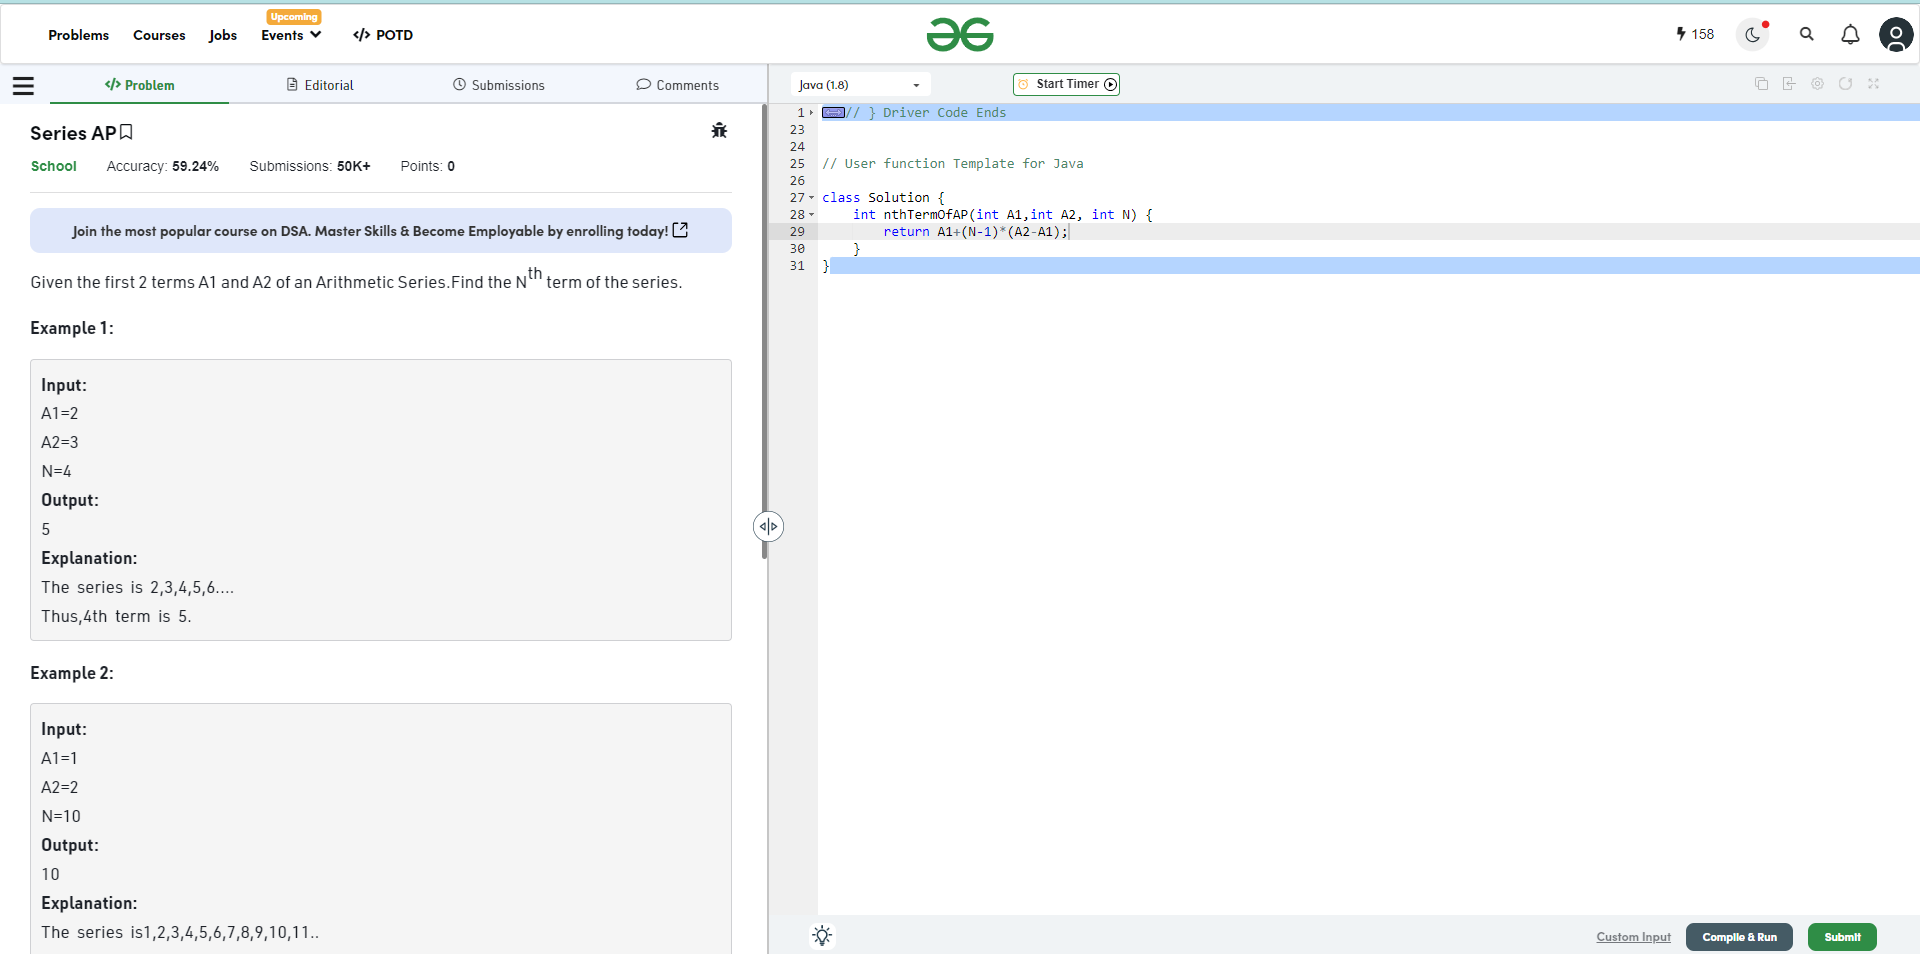 Problems Courses Jobs Upcoming Events </> POTD 158
</> Problem Editorial Submissions Comments
Series AP
School Accuracy: 59.24% Submissions: 50K+ Points: 0
Join the most popular course on DSA. Master Skills & Become Employable by enrolling today!
Given the first 2 terms A1 and A2 of an Arithmetic Series.Find the Nth term of the series.
Example 1:
Input:
A1=2
A2=3
N=4
Output:
5
Explanation:
The series is 2,3,4,5,6....
Thus,4th term is 5.
Example 2:
Input:
A1=1
A2=2
N=10
Output:
10
Explanation:
The series is1,2,3,4,5,6,7,8,9,10,11..
Java (1.8) Start Timer
1 // } Driver Code Ends
23
24
25 // User function Template for Java
26
27 class Solution {
28 int nthTermOfAP(int A1,int A2, int N) {
29 return A1+(N-1)*(A2-A1);
30 }
31 }
Custom Input Compile & Run Submit